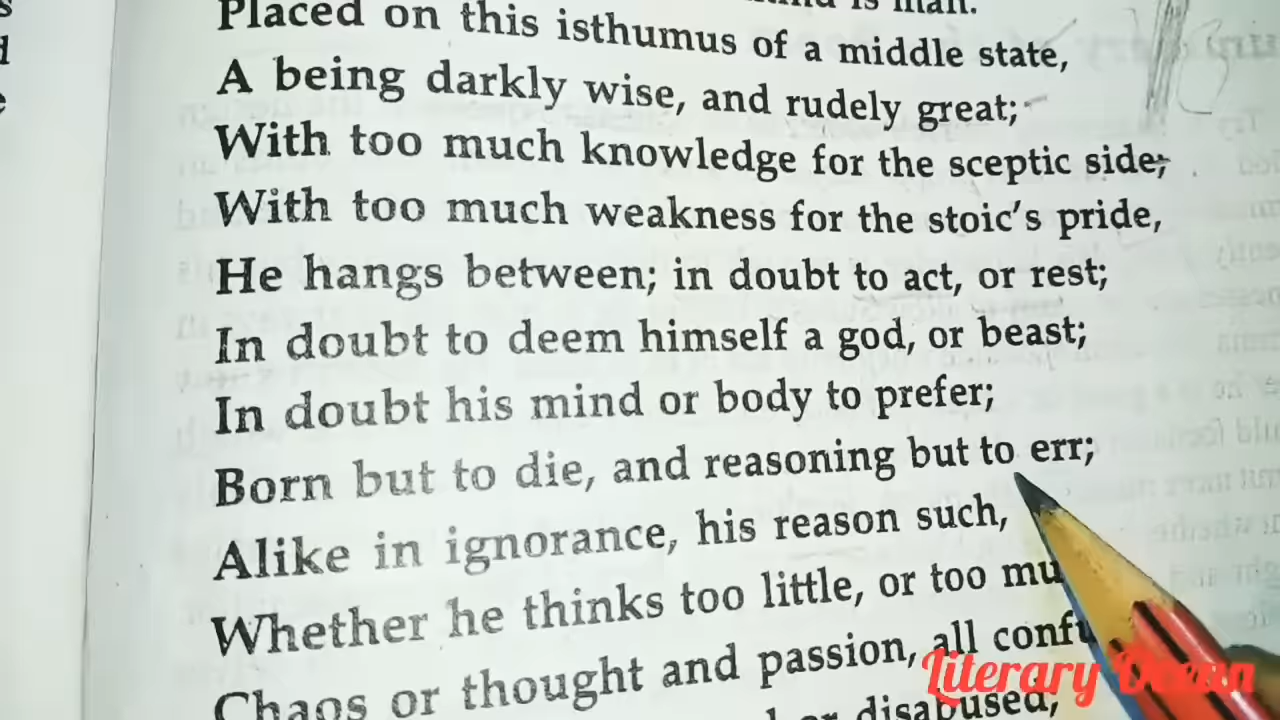 is man.
Placed on this isthumus of a middle state,
A being darkly wise, and rudely great;
With too much knowledge for the sceptic side;
With too much weakness for the stoic's pride,
He hangs between; in doubt to act, or rest;
In doubt to deem himself a god, or beast;
In doubt his mind or body to prefer;
Born but to die, and reasoning but to err;
Alike in ignorance, his reason such,
Whether he thinks too little, or too mu
Chaos or thought and passion, all conf
or disabused,
Literary Ocean